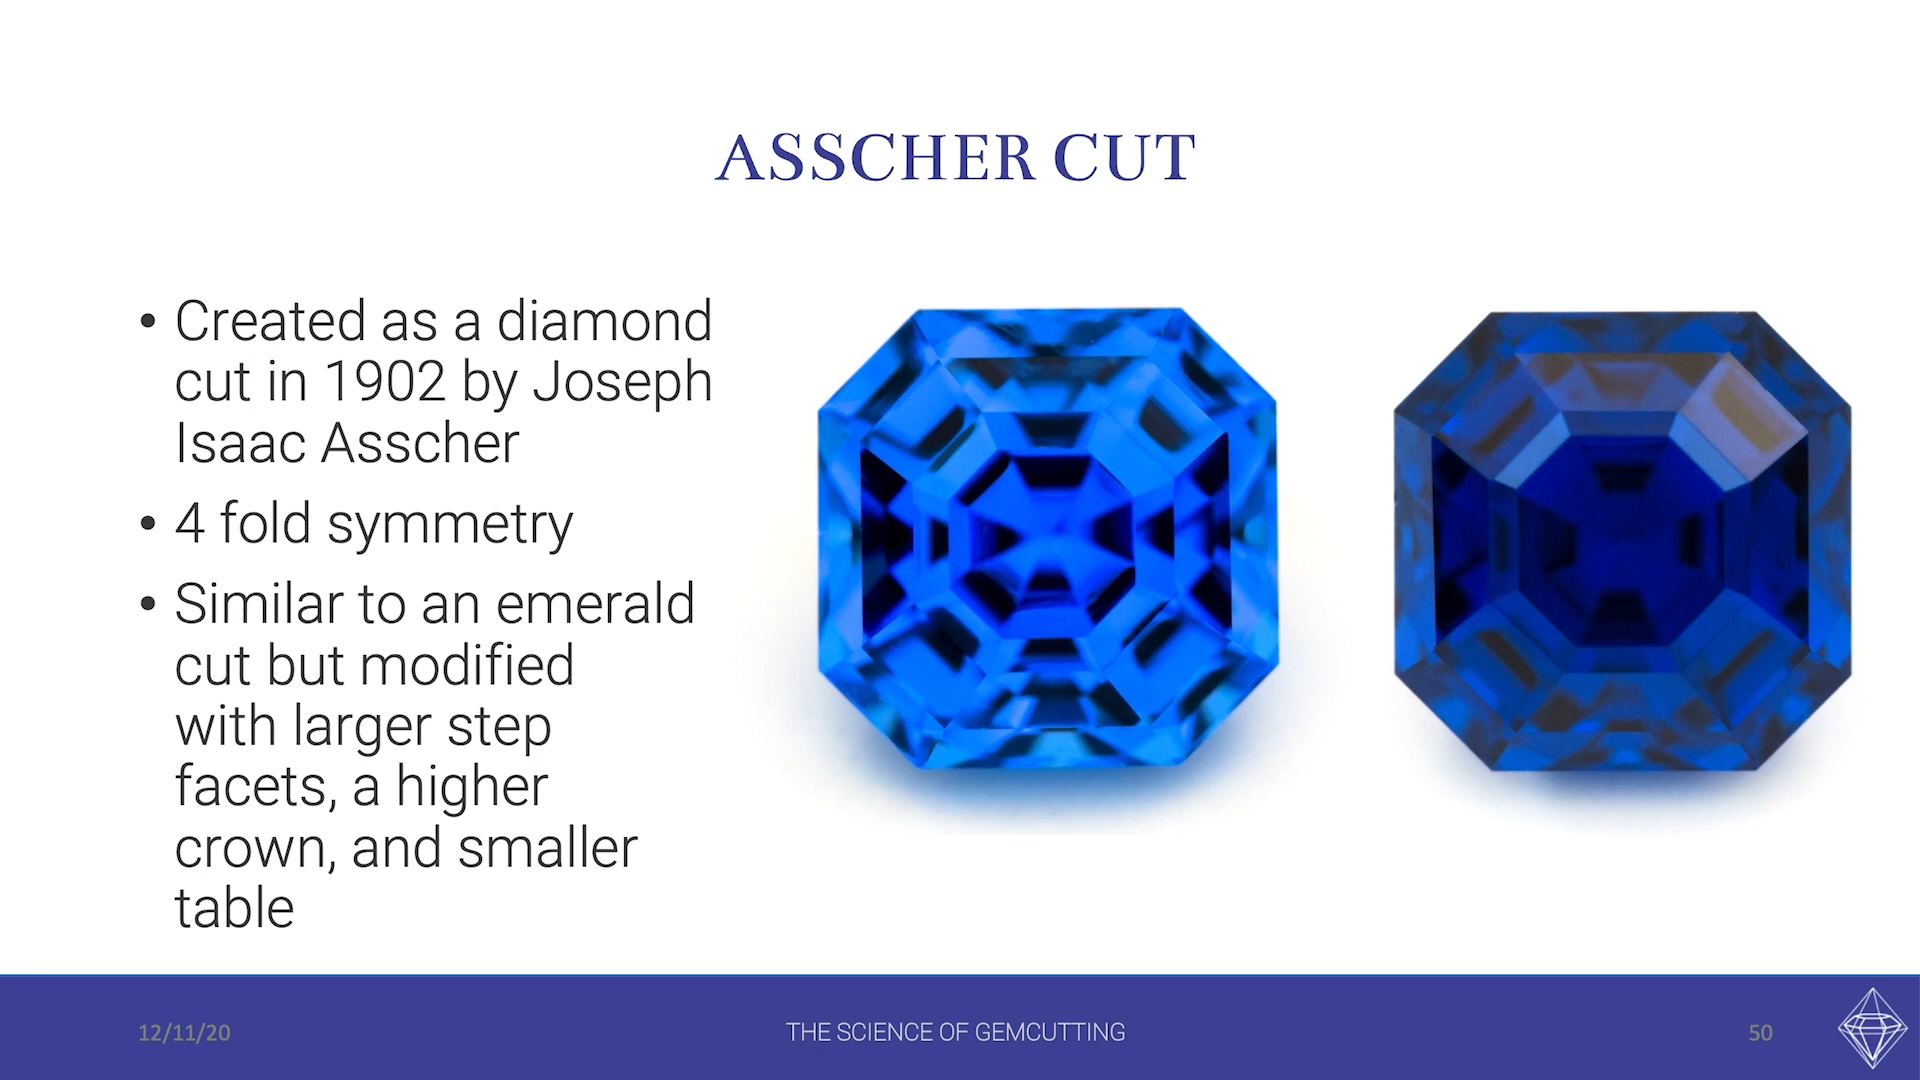 ASSCHER CUT
• Created as a diamond
cut in 1902 by Joseph
Isaac Asscher
• 4 fold symmetry
• Similar to an emerald
cut but modified
with larger step
facets, a higher
crown, and smaller
table
12/11/20
THE SCIENCE OF GEMCUTTING
50